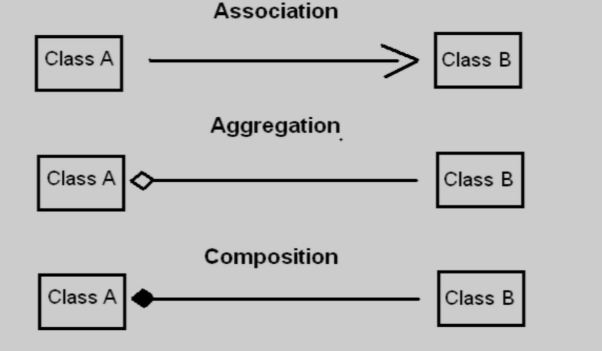 Association
Class A
Class B
Aggregation
Class A
Class B
Composition
Class A
Class B